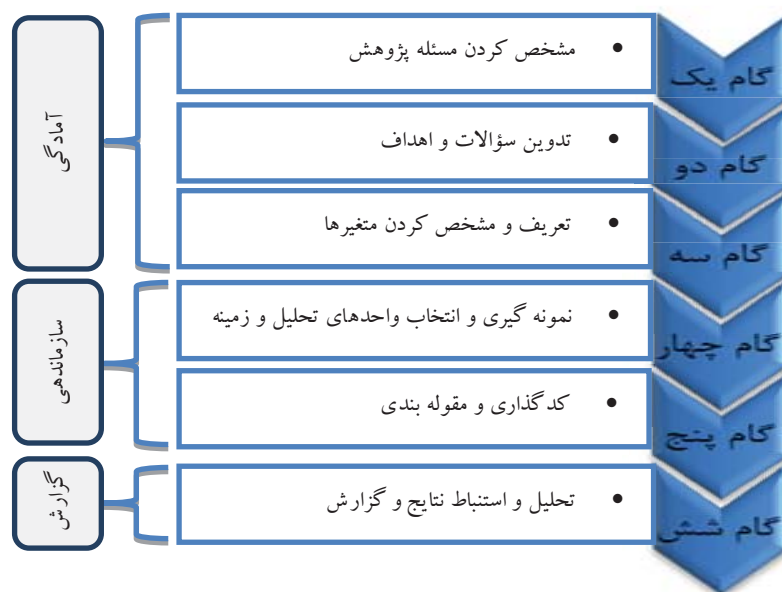 گام یک
مشخص کردن مسئله پژوهش
گام دو
تدوین سؤالات و اهداف
گام سه
تعریف و مشخص کردن متغیرها
آمادگی
گام چهار
نمونه گیری و انتخاب واحدهای تحلیل و زمینه
گام پنج
کدگذاری و مقوله بندی
سازماندهی
گام شش
تحلیل و استنباط نتایج و گزارش
گزارش